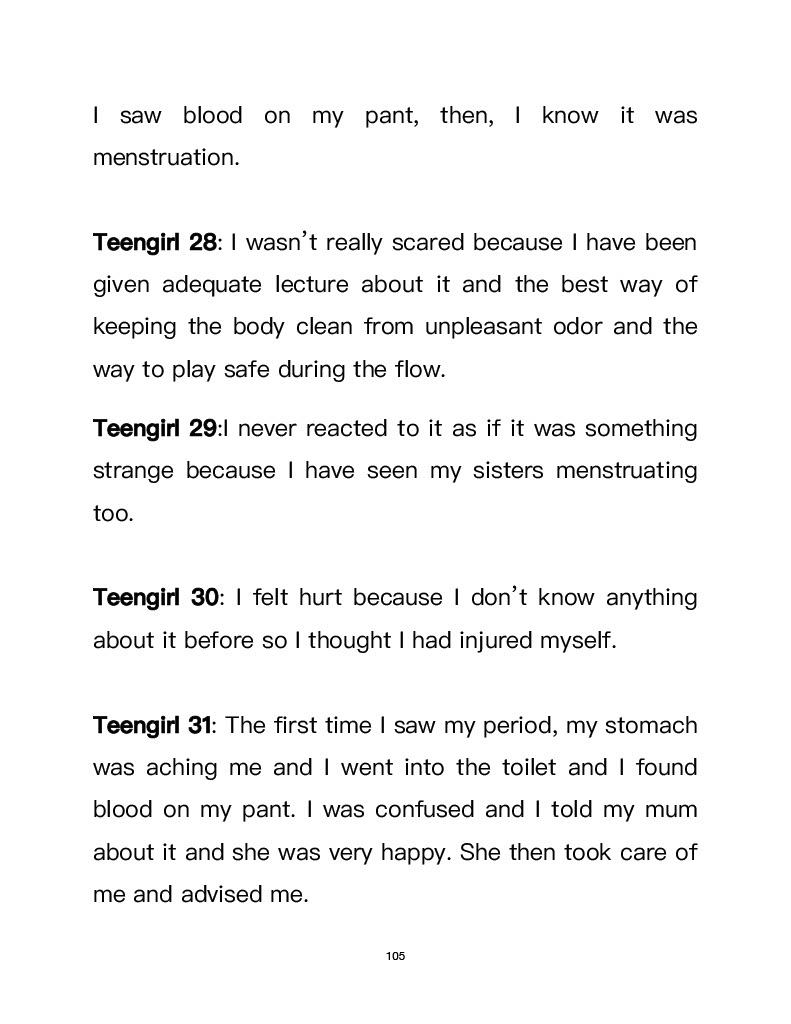 I saw blood on my pant, then, I know it was
menstruation.
Teengirl 28: I wasn’t really scared because I have been
given adequate lecture about it and the best way of
keeping the body clean from unpleasant odor and the
way to play safe during the flow.
Teengirl 29:I never reacted to it as if it was something
strange because I have seen my sisters menstruating
too.
Teengirl 30: I felt hurt because I don’t know anything
about it before so I thought I had injured myself.
Teengirl 31: The first time I saw my period, my stomach
was aching me and I went into the toilet and I found
blood on my pant. I was confused and I told my mum
about it and she was very happy. She then took care of
me and advised me.
105